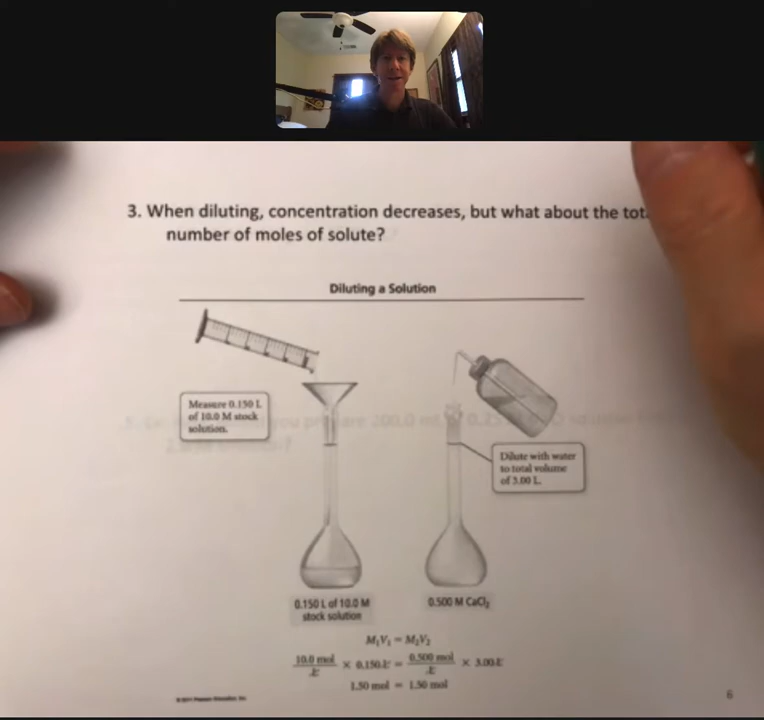 3. When diluting, concentration decreases, but what about the tot
number of moles of solute?
Diluting a Solution
Measure 0.150 L
of 10.0 M stock
solution.
Dilute with water
to total volume
of 3.00 L.
0.150 L of 10.0 M
stock solution
0.500 M CaCl₂
M₁V₁ = M₂V₂
10.0 mol / L × 0.150 L = 0.500 mol / L × 3.00 L
1.50 mol = 1.50 mol
6